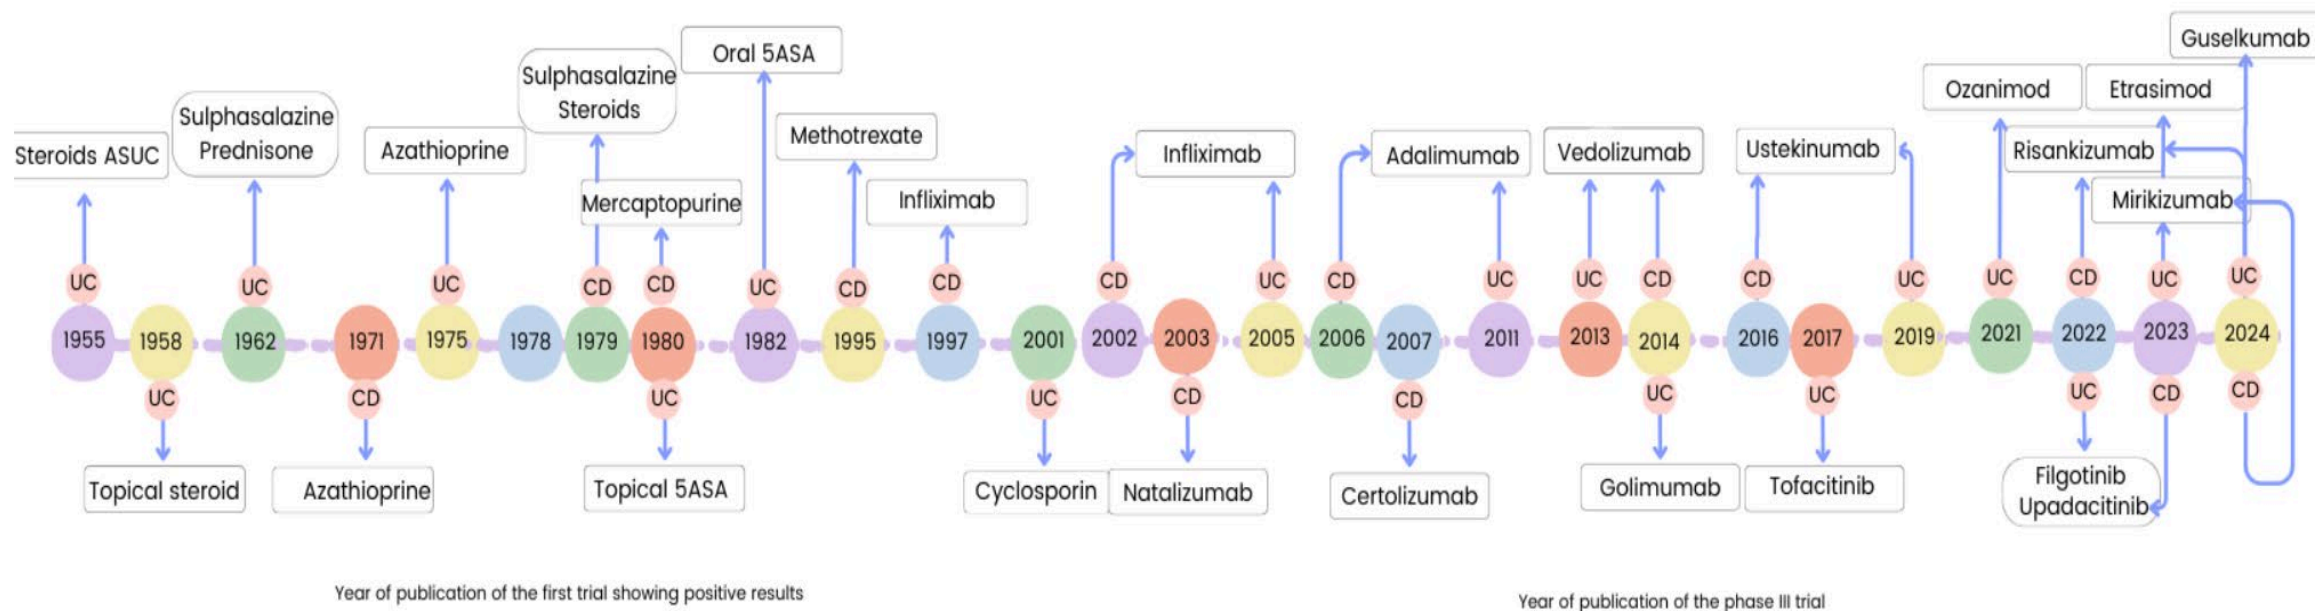 Guselkumab
Oral 5ASA
Sulphasalazine
Steroids
Ozanimod
Etrasimod
Sulphasalazine
Prednisone
Methotrexate
Steroids ASUC
Azathioprine
Infliximab
Adalimumab
Vedolizumab
Ustekinumab
Risankizumab
Mercaptopurine
Infliximab
Mirikizumab
UC
UC
UC
CD
CD
UC
CD
CD
CD
UC
CD
UC
UC
CD
CD
UC
UC
CD
UC
UC
1955
1958
1962
1971
1975
1978
1979
1980
1982
1995
1997
2001
2002
2003
2005
2006
2007
2011
2013
2014
2016
2017
2019
2021
2022
2023
2024
UC
CD
UC
UC
CD
CD
UC
UC
UC
CD
CD
Topical steroid
Azathioprine
Topical 5ASA
Cyclosporin
Natalizumab
Certolizumab
Golimumab
Tofacitinib
Filgotinib
Upadacitinib
Year of publication of the first trial showing positive results
Year of publication of the phase III trial